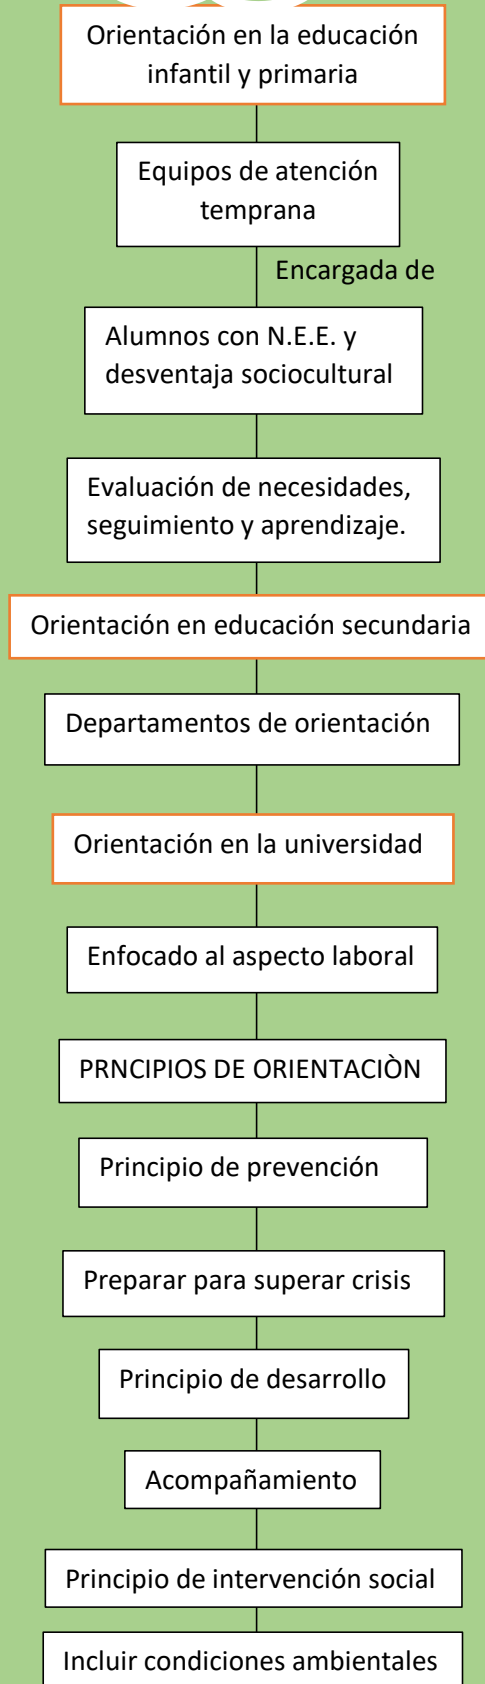 Orientación en la educación
infantil y primaria
Equipos de atención
temprana
Encargada de
Alumnos con N.E.E. y
desventaja sociocultural
Evaluación de necesidades,
seguimiento y aprendizaje.
Orientación en educación secundaria
Departamentos de orientación
Orientación en la universidad
Enfocado al aspecto laboral
PRNCIPIOS DE ORIENTACIÒN
Principio de prevención
Preparar para superar crisis
Principio de desarrollo
Acompañamiento
Principio de intervención social
Incluir condiciones ambientales